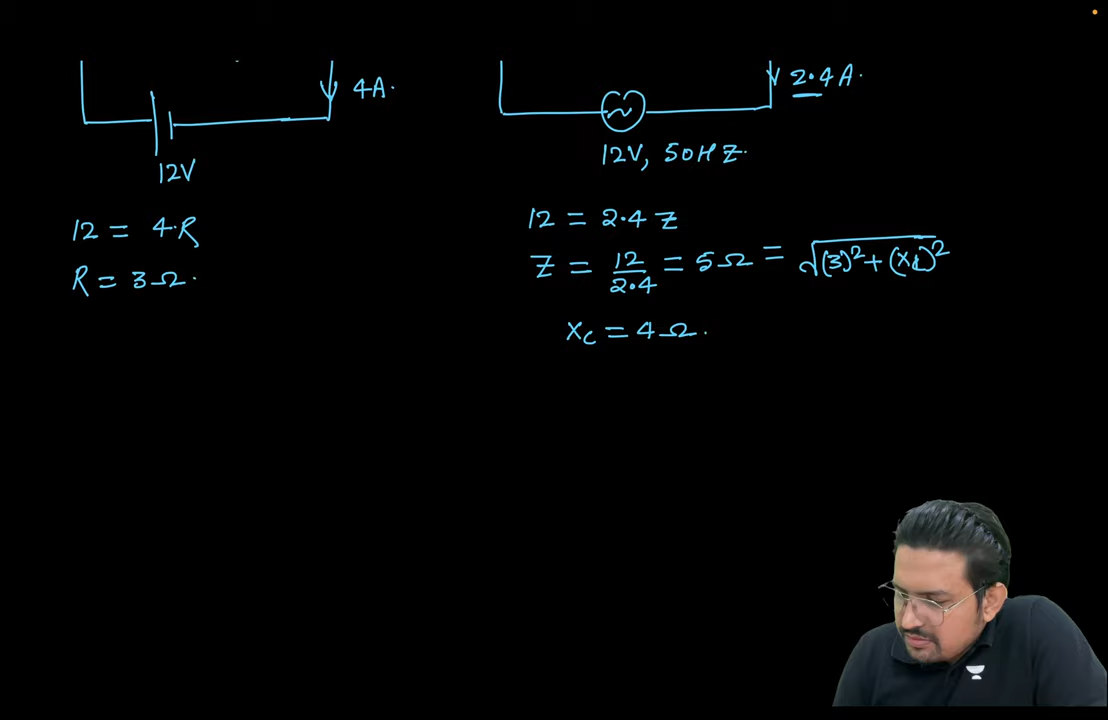 4A.
12V
12 = 4.R
R = 3Ω.
2.4A.
12V, 50HZ.
12 = 2.4 Z
Z = 12/2.4 = 5Ω = √(3)²+(XL)²
XC = 4Ω.